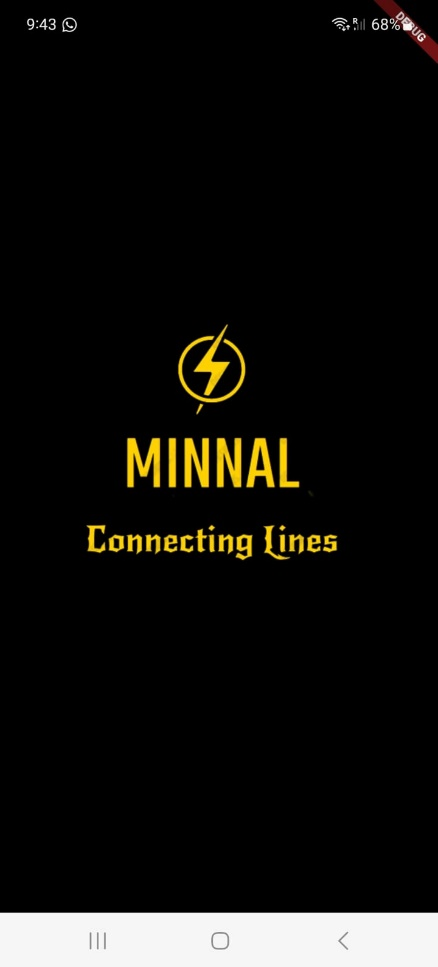 9:43
R
68%
DEBUG
MINNAL
Connecting Lines